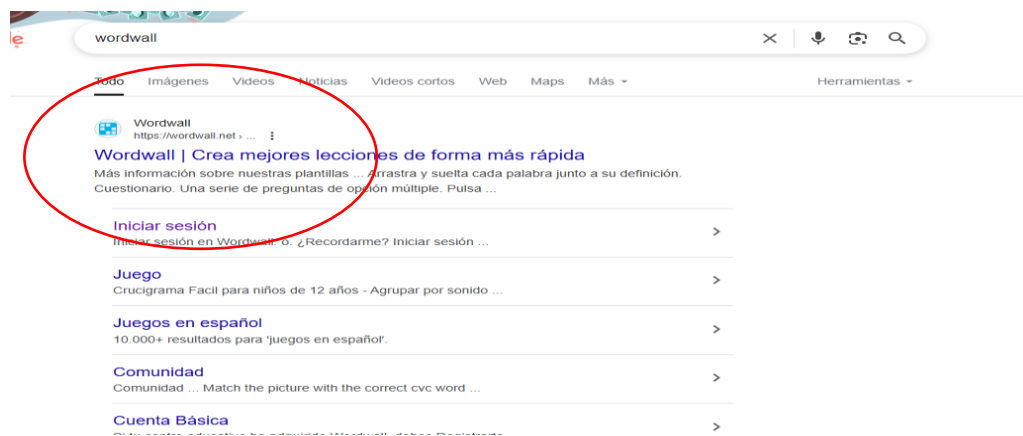 wordwall
Todo Imágenes Videos Noticias Videos cortos Web Maps Más Herramientas
Wordwall
https://wordwall.net › ...
Wordwall | Crea mejores lecciones de forma más rápida
Más información sobre nuestras plantillas ... Arrastra y suelta cada palabra junto a su definición.
Cuestionario. Una serie de preguntas de opción múltiple. Pulsa ...
Iniciar sesión
Iniciar sesión en Wordwall. o. ¿Recordarme? Iniciar sesión ...
Juego
Crucigrama Facil para niños de 12 años - Agrupar por sonido ...
Juegos en español
10.000+ resultados para 'juegos en español'.
Comunidad
Comunidad ... Match the picture with the correct cvc word ...
Cuenta Básica